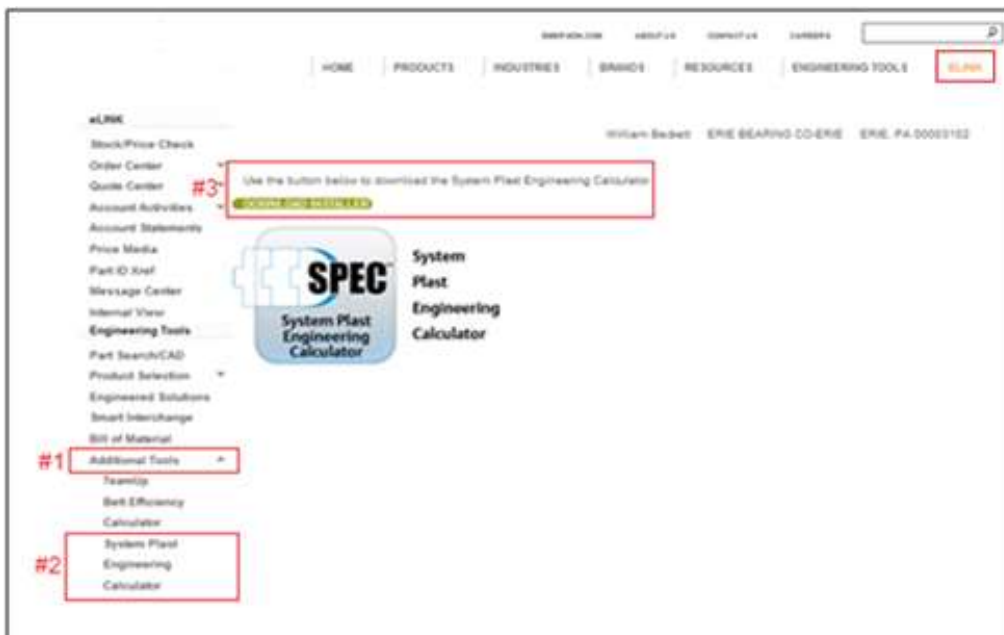 EMERSON.COM ABOUT US CONTACT US CAREERS
HOME PRODUCTS INDUSTRIES BRANDS RESOURCES ENGINEERING TOOLS ELINK
eLINK
William Beckett ERIE BEARING CO-ERIE ERIE, PA 00003102
Stock/Price Check
Order Center
Quote Center
Account Activities
Account Statements
Price Media
Part ID Xref
Message Center
Internal View
Engineering Tools
Part Search/CAD
Product Selection
Engineered Solutions
Smart Interchange
Bill of Material
#1
Additional Tools
TeamUp
Belt Efficiency
Calculator
#2
System Plast
Engineering
Calculator
#3
Use the button below to download the System Plast Engineering Calculator
DOWNLOAD INSTALLER
SPEC
System Plast
Engineering
Calculator
System
Plast
Engineering
Calculator